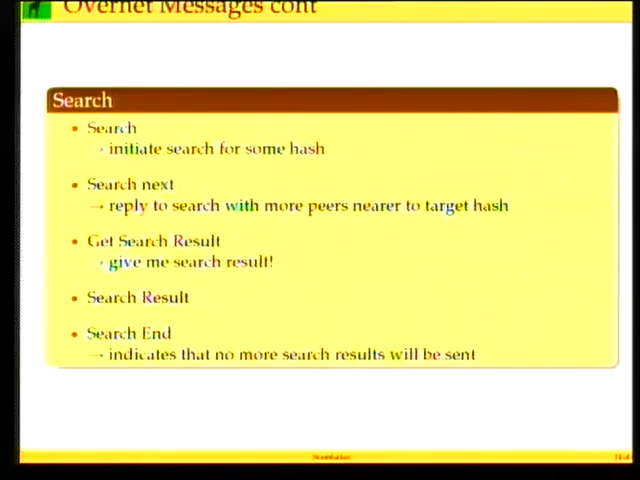 Overnet Messages cont
Search
• Search
→ initiate search for some hash
• Search next
→ reply to search with more peers nearer to target hash
• Get Search Result
→ give me search result!
• Search Result
• Search End
→ indicates that no more search results will be sent